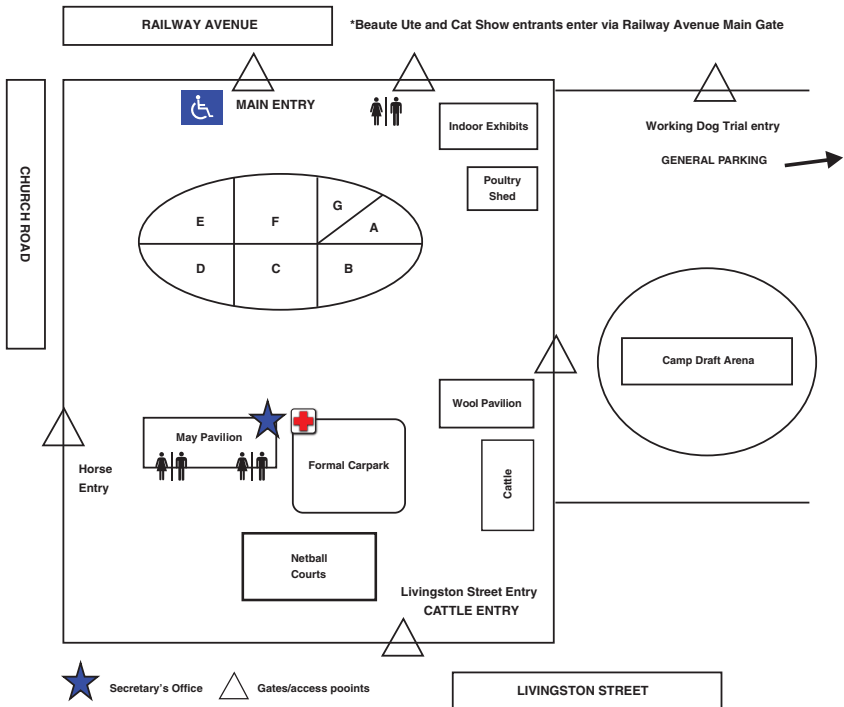 RAILWAY AVENUE
*Beaute Ute and Cat Show entrants enter via Railway Avenue Main Gate
MAIN ENTRY
Indoor Exhibits
Working Dog Trial entry
GENERAL PARKING
CHURCH ROAD
Poultry
Shed
G
E
F
A
D
C
B
Camp Draft Arena
Wool Pavilion
May Pavilion
Formal Carpark
Cattle
Horse
Entry
Netball
Courts
Livingston Street Entry
CATTLE ENTRY
Secretary's Office
Gates/access pooints
LIVINGSTON STREET